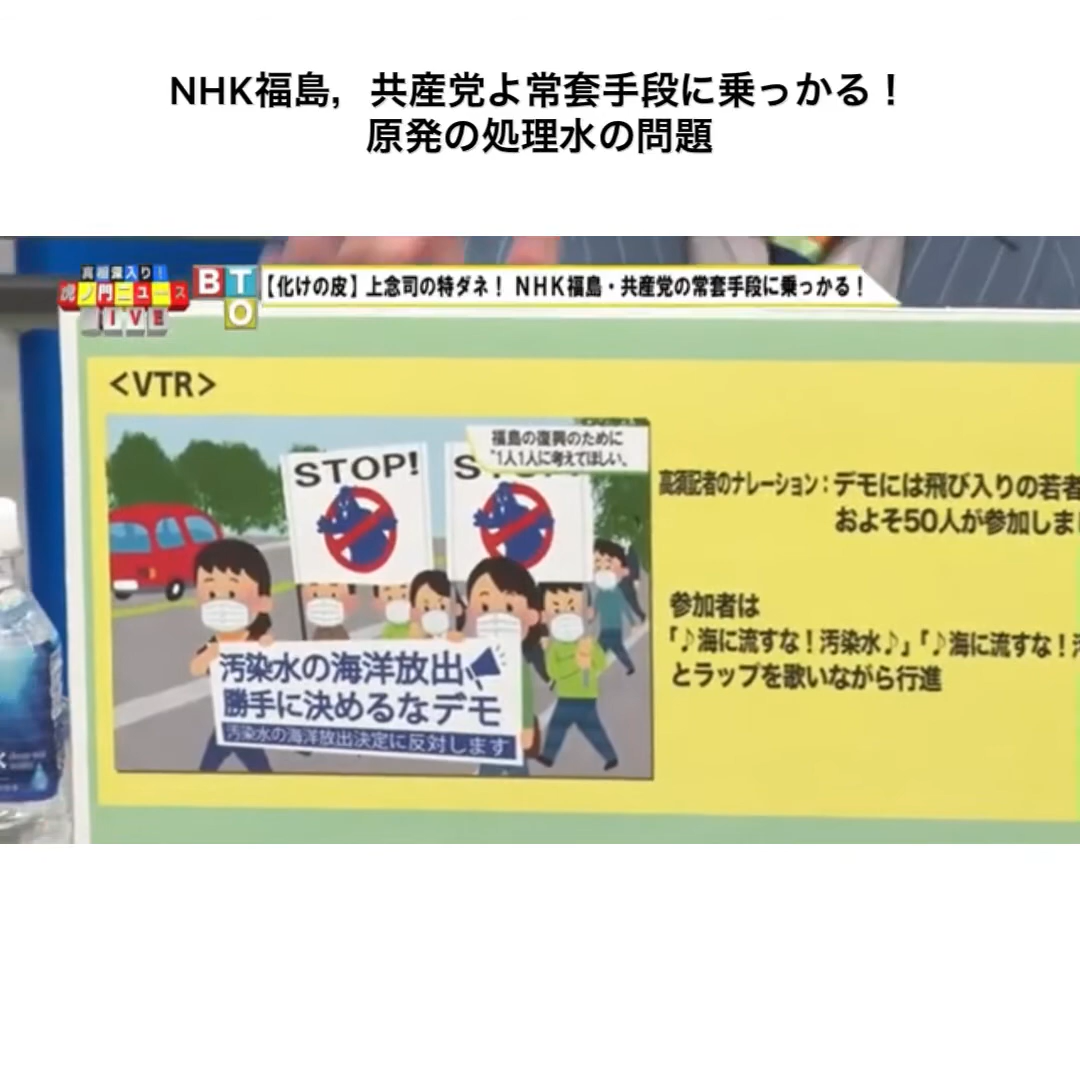 NHK福島，共産党よ常套手段に乗っかる！
原発の処理水の問題
真相深入り！
虎ノ門ニュース
LIVE
BTO
【化けの皮】上念司の特ダネ！ NHK福島・共産党の常套手段に乗っかる！
＜VTR＞
福島の復興のために
"1人1人に考えてほしい。
STOP!
汚染水の海洋放出
勝手に決めるなデモ
汚染水の海洋放出決定に反対します
高須記者のナレーション：デモには飛び入りの若者
およそ50人が参加しま
参加者は
「♪海に流すな！汚染水♪」「♪海に流すな！汚
とラップを歌いながら行進